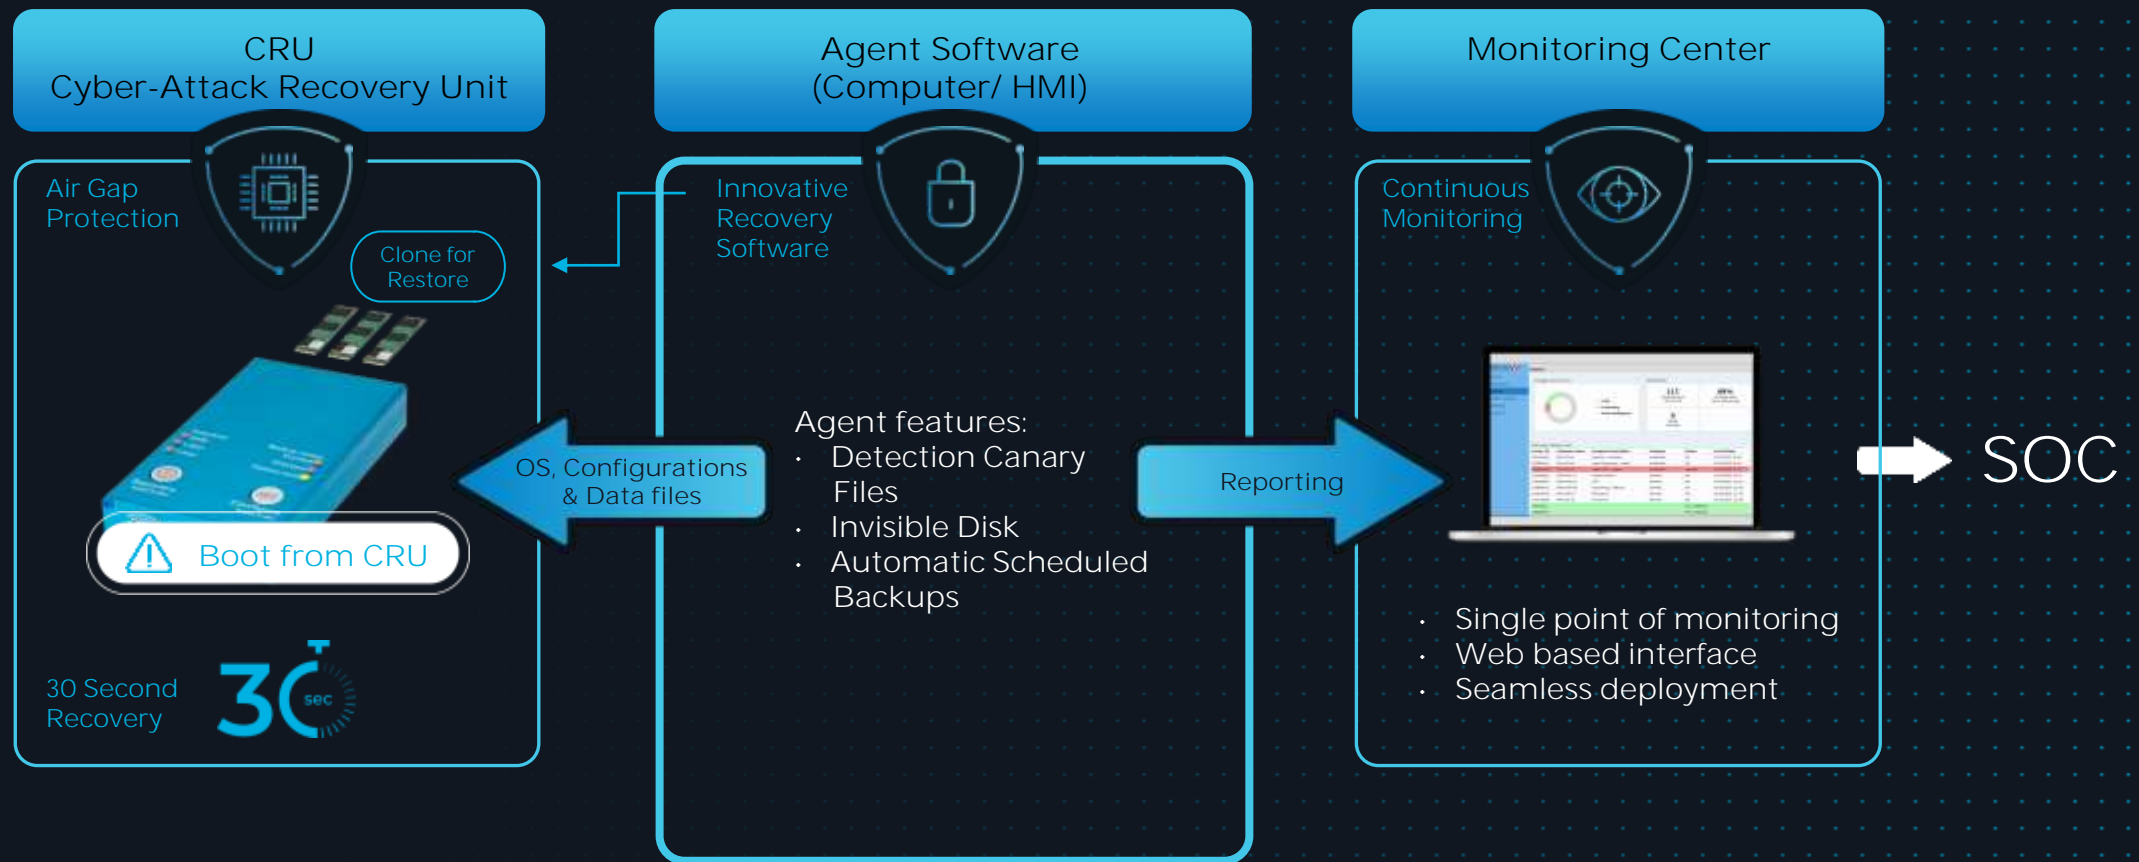 CRU
Cyber-Attack Recovery Unit
Air Gap
Protection
Clone for
Restore
Boot from CRU
30 Second
Recovery
30
sec
OS, Configurations
& Data files
Agent Software
(Computer/ HMI)
Innovative
Recovery
Software
Agent features:
• Detection Canary
Files
• Invisible Disk
• Automatic Scheduled
Backups
Reporting
Monitoring Center
Continuous
Monitoring
• Single point of monitoring
• Web based interface
• Seamless deployment
SOC